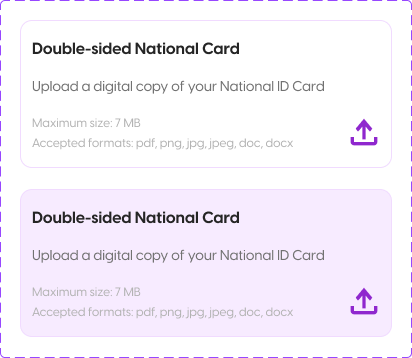 Double-sided National Card
Upload a digital copy of your National ID Card
Maximum size: 7 MB
Accepted formats: pdf, png, jpg, jpeg, doc, docx
Double-sided National Card
Upload a digital copy of your National ID Card
Maximum size: 7 MB
Accepted formats: pdf, png, jpg, jpeg, doc, docx